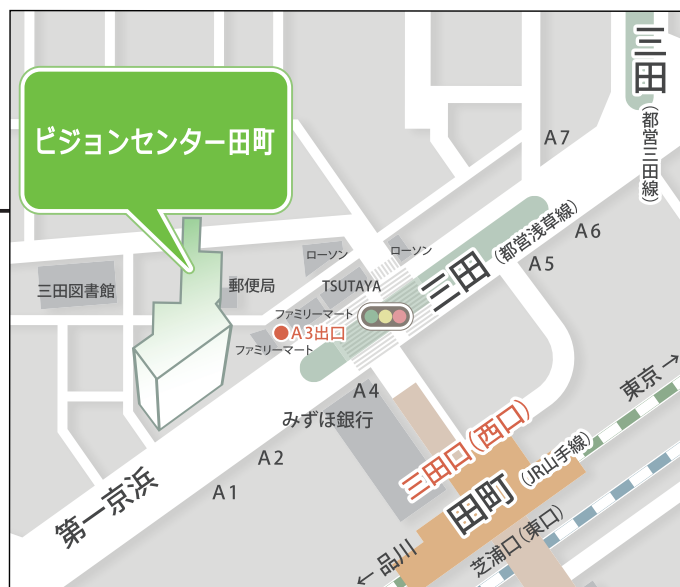 三田
(都営三田線)
ビジョンセンター田町
A7
A6
A5
三田
(都営浅草線)
ローソン
ローソン
三田図書館
郵便局
TSUTAYA
ファミリーマート
A3出口
ファミリーマート
A4
みずほ銀行
A2
A1
第一京浜
三田口(西口)
田町
(JR山手線)
東京→
芝浦口(東口)
←品川